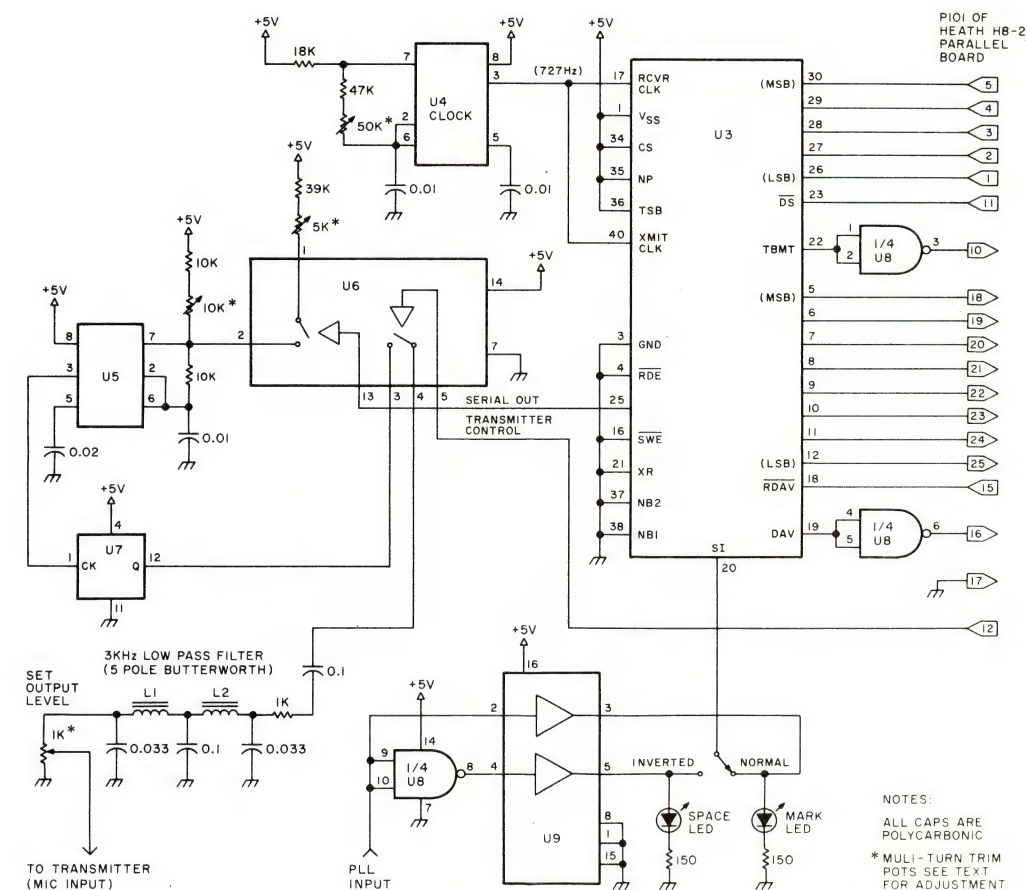 P101 OF
HEATH H8-2
PARALLEL
BOARD
+5V
+5V
+5V
18K
7
8
3
U4
CLOCK
2
6
5
47K
50K*
0.01
0.01
(727Hz)
17
RCVR
CLK
1
VSS
34
CS
35
NP
36
TSB
40
XMIT
CLK
U3
(MSB)
30
5
29
4
28
3
27
2
(LSB)
26
1
DS
23
11
TBMT
22
1
2
1/4
U8
3
10
(MSB)
5
18
6
19
7
20
8
21
9
22
10
23
11
24
(LSB)
12
25
RDAV
18
15
DAV
19
4
5
1/4
U8
6
16
17
12
3
GND
4
RDE
25
16
SWE
21
XR
37
NB2
38
NB1
SI
20
+5V
39K
5K*
1
U6
14
+5V
7
2
13
3
4
5
SERIAL OUT
TRANSMITTER
CONTROL
+5V
10K
10K*
10K
+5V
8
7
3
U5
2
5
6
0.02
0.01
+5V
4
U7
1
CK
Q
12
11
3KHz LOW PASS FILTER
(5 POLE BUTTERWORTH)
SET
OUTPUT
LEVEL
L1
L2
1K
0.1
1K*
0.033
0.1
0.033
TO TRANSMITTER
(MIC INPUT)
+5V
14
9
10
1/4
U8
8
7
PLL
INPUT
+5V
16
2
3
4
5
U9
8
1
15
INVERTED
NORMAL
SPACE
LED
MARK
LED
150
150
NOTES:
ALL CAPS ARE
POLYCARBONIC
* MULI-TURN TRIM
POTS SEE TEXT
FOR ADJUSTMENT